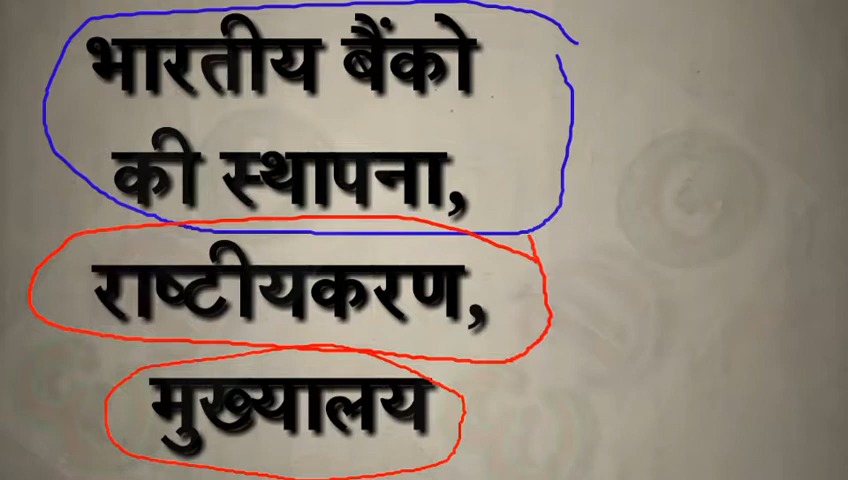 भारतीय बैंको
की स्थापना,
राष्टीयकरण,
मुख्यालय